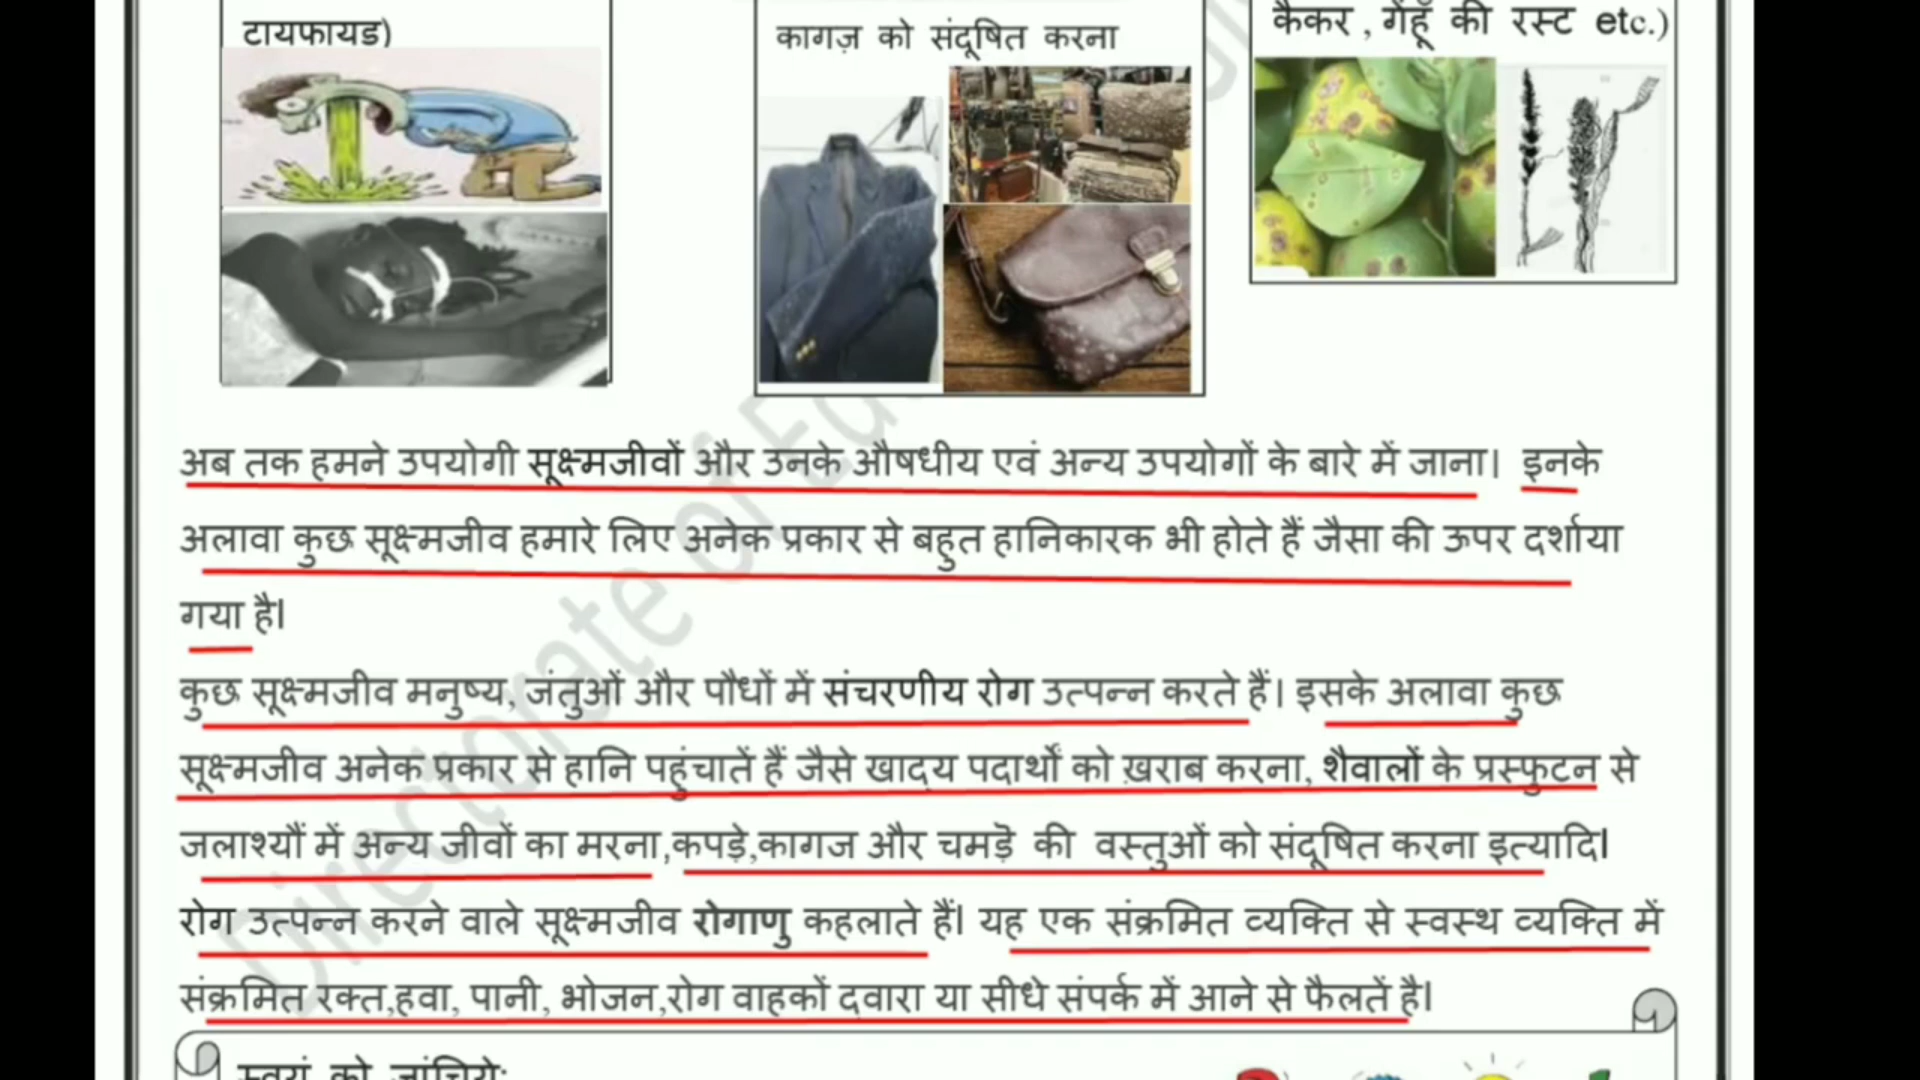 टायफायड)
कागज़ को संदूषित करना
कैंकर , गेंहूँ की रस्ट etc.)
अब तक हमने उपयोगी सूक्ष्मजीवों और उनके औषधीय एवं अन्य उपयोगों के बारे में जाना। इनके
अलावा कुछ सूक्ष्मजीव हमारे लिए अनेक प्रकार से बहुत हानिकारक भी होते हैं जैसा की ऊपर दर्शाया
गया है।
कुछ सूक्ष्मजीव मनुष्य, जंतुओं और पौधों में संचरणीय रोग उत्पन्न करते हैं। इसके अलावा कुछ
सूक्ष्मजीव अनेक प्रकार से हानि पहुंचातें हैं जैसे खाद्य पदार्थों को ख़राब करना, शैवालों के प्रस्फुटन से
जलाश्यौं में अन्य जीवों का मरना,कपड़े,कागज और चमड़े की वस्तुओं को संदूषित करना इत्यादि।
रोग उत्पन्न करने वाले सूक्ष्मजीव रोगाणु कहलाते हैं। यह एक संक्रमित व्यक्ति से स्वस्थ व्यक्ति में
संक्रमित रक्त,हवा, पानी, भोजन,रोग वाहकों दवारा या सीधे संपर्क में आने से फैलतें है।
स्वयं को जांचिये:
Directorate of Edu